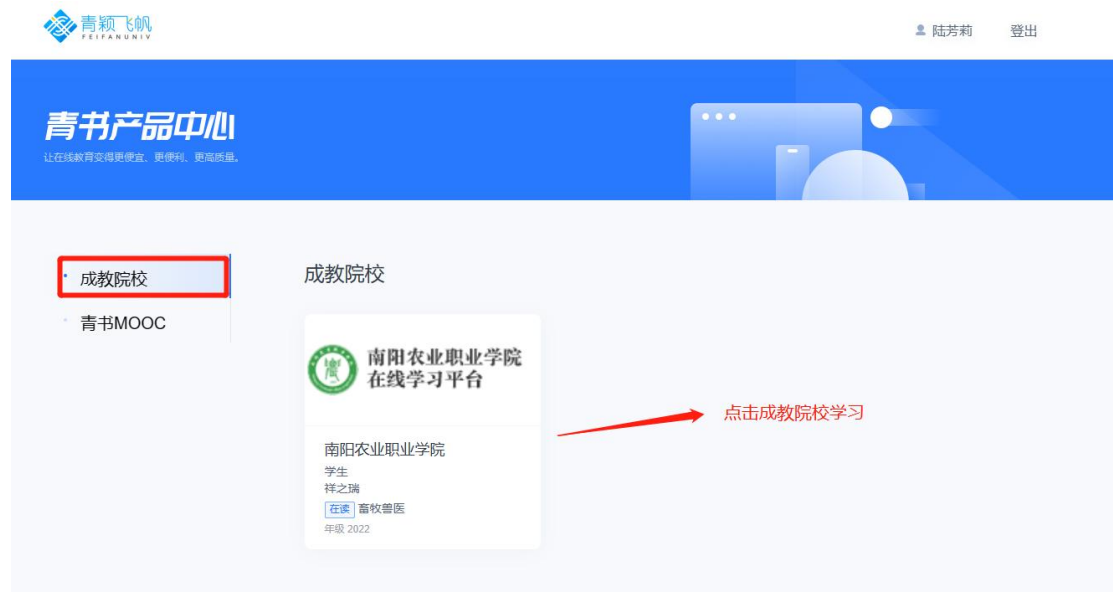 青颖飞帆
FEIFANUNIV
陆芳莉 登出
青书产品中心
让在线教育变得更便宜、更便利、更高质量。
成教院校
青书MOOC
成教院校
南阳农业职业学院
在线学习平台
点击成教院校学习
南阳农业职业学院
学生
祥之瑞
在读 畜牧兽医
年级 2022